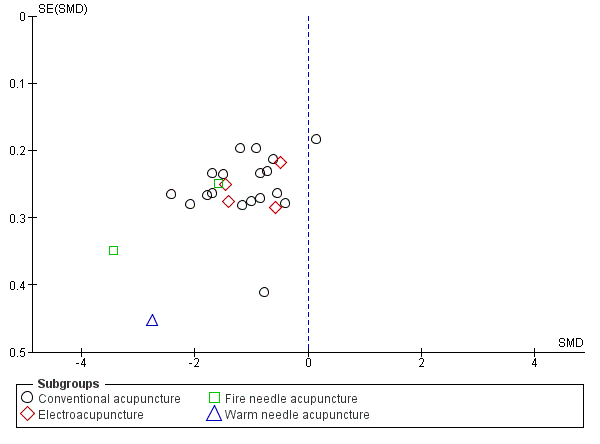 SE(SMD)
0
0.1
0.2
0.3
0.4
0.5
-4 -2 0 2 4
SMD
Subgroups
Conventional acupuncture Fire needle acupuncture
Electroacupuncture Warm needle acupuncture